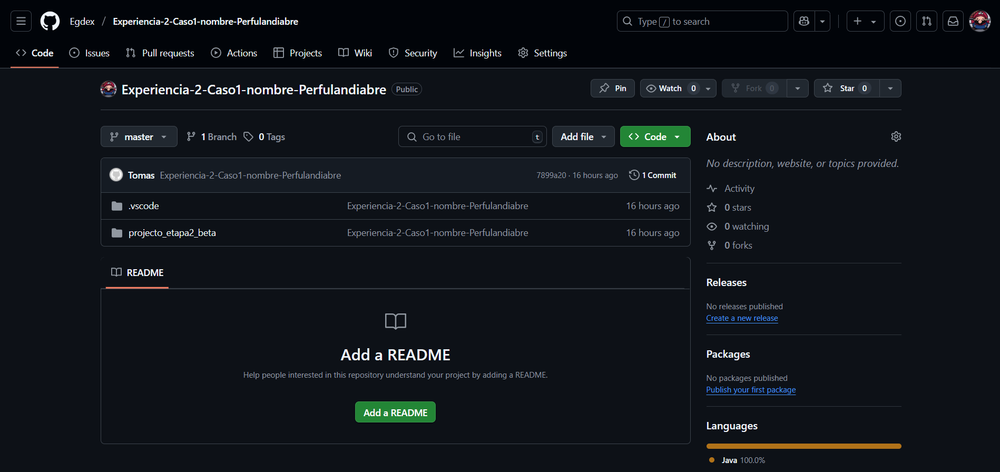 Egdex / Experiencia-2-Caso1-nombre-Perfulandiabre
Type / to search
Code Issues Pull requests Actions Projects Wiki Security Insights Settings
Experiencia-2-Caso1-nombre-Perfulandiabre Public
Pin Watch 0 Fork 0 Star 0
master 1 Branch 0 Tags Go to file t Add file Code
Tomas Experiencia-2-Caso1-nombre-Perfulandiabre 7899a20 · 16 hours ago 1 Commit
.vscode Experiencia-2-Caso1-nombre-Perfulandiabre 16 hours ago
projecto_etapa2_beta Experiencia-2-Caso1-nombre-Perfulandiabre 16 hours ago
README
Add a README
Help people interested in this repository understand your project by adding a README.
Add a README
About
No description, website, or topics provided.
Activity
0 stars
0 watching
0 forks
Releases
No releases published
Create a new release
Packages
No packages published
Publish your first package
Languages
Java 100.0%